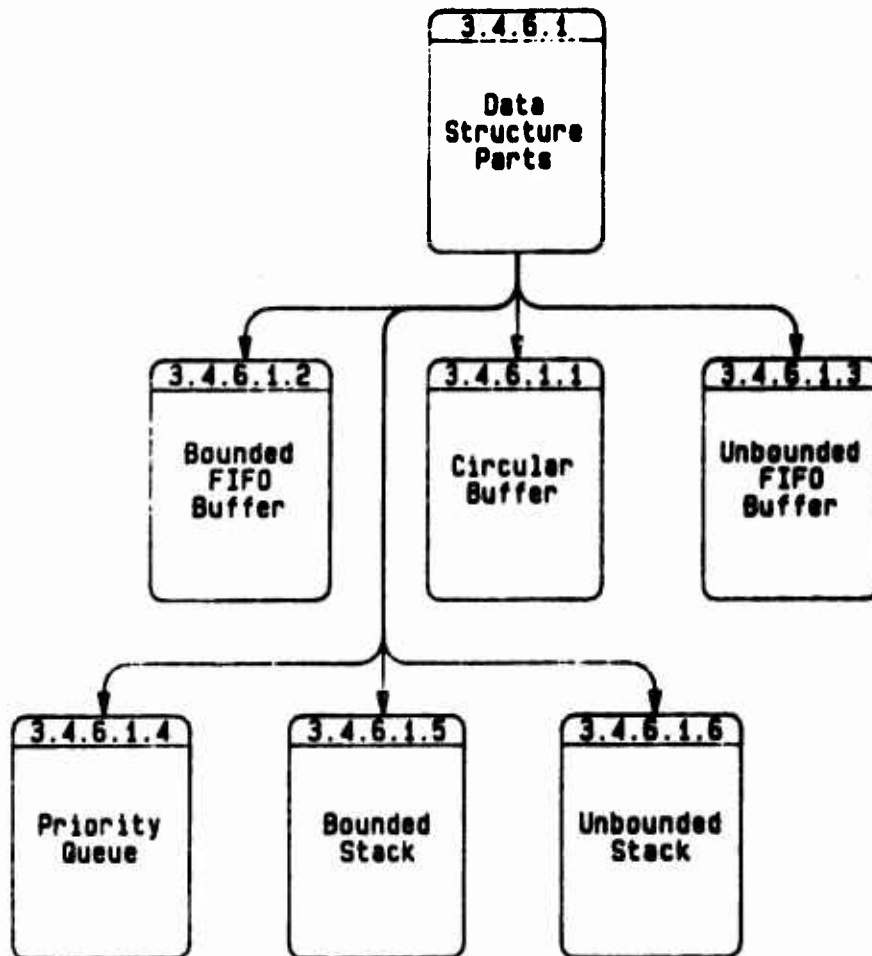 3.4.6.1
Data
Structure
Parts
3.4.6.1.2
Bounded
FIFO
Buffer
3.4.6.1.1
Circular
Buffer
3.4.6.1.3
Unbounded
FIFO
Buffer
3.4.6.1.4
Priority
Queue
3.4.6.1.5
Bounded
Stack
3.4.6.1.6
Unbounded
Stack